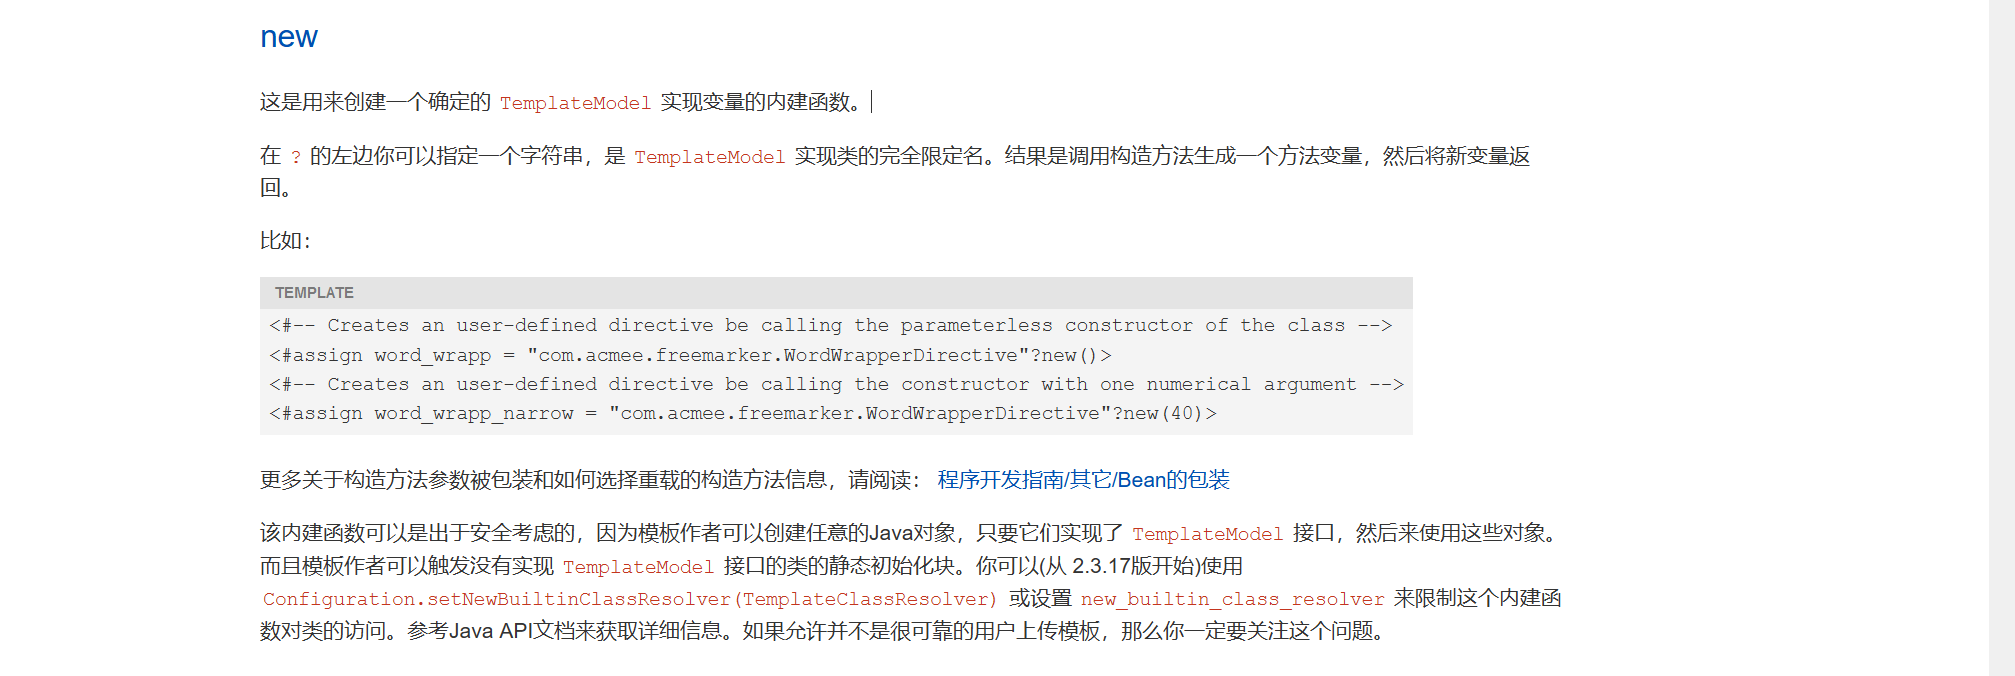 new
这是用来创建一个确定的 TemplateModel 实现变量的内建函数。
在 ? 的左边你可以指定一个字符串，是 TemplateModel 实现类的完全限定名。结果是调用构造方法生成一个方法变量，然后将新变量返
回。
比如：
TEMPLATE
<#-- Creates an user-defined directive be calling the parameterless constructor of the class -->
<#assign word_wrapp = "com.acmee.freemarker.WordWrapperDirective"?new()>
<#-- Creates an user-defined directive be calling the constructor with one numerical argument -->
<#assign word_wrapp_narrow = "com.acmee.freemarker.WordWrapperDirective"?new(40)>
更多关于构造方法参数被包装和如何选择重载的构造方法信息，请阅读： 程序开发指南/其它/Bean的包装
该内建函数可以是出于安全考虑的，因为模板作者可以创建任意的Java对象，只要它们实现了 TemplateModel 接口，然后来使用这些对象。
而且模板作者可以触发没有实现 TemplateModel 接口的类的静态初始化块。你可以(从 2.3.17版开始)使用
Configuration.setNewBuiltinClassResolver(TemplateClassResolver) 或设置 new_builtin_class_resolver 来限制这个内建函
数对类的访问。参考Java API文档来获取详细信息。如果允许并不是很可靠的用户上传模板，那么你一定要关注这个问题。